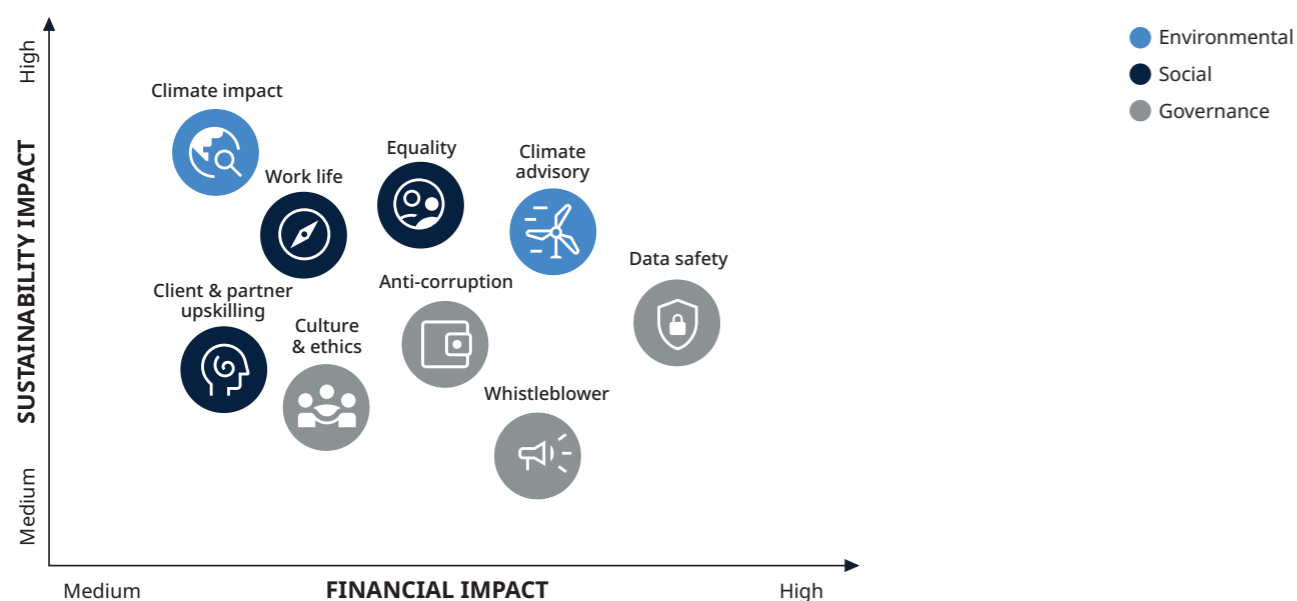 High
SUSTAINABILITY IMPACT
Medium
Climate impact
Work life
Equality
Climate
advisory
Data safety
Client & partner
upskilling
Culture
& ethics
Anti-corruption
Whistleblower
Medium
FINANCIAL IMPACT
High
Environmental
Social
Governance